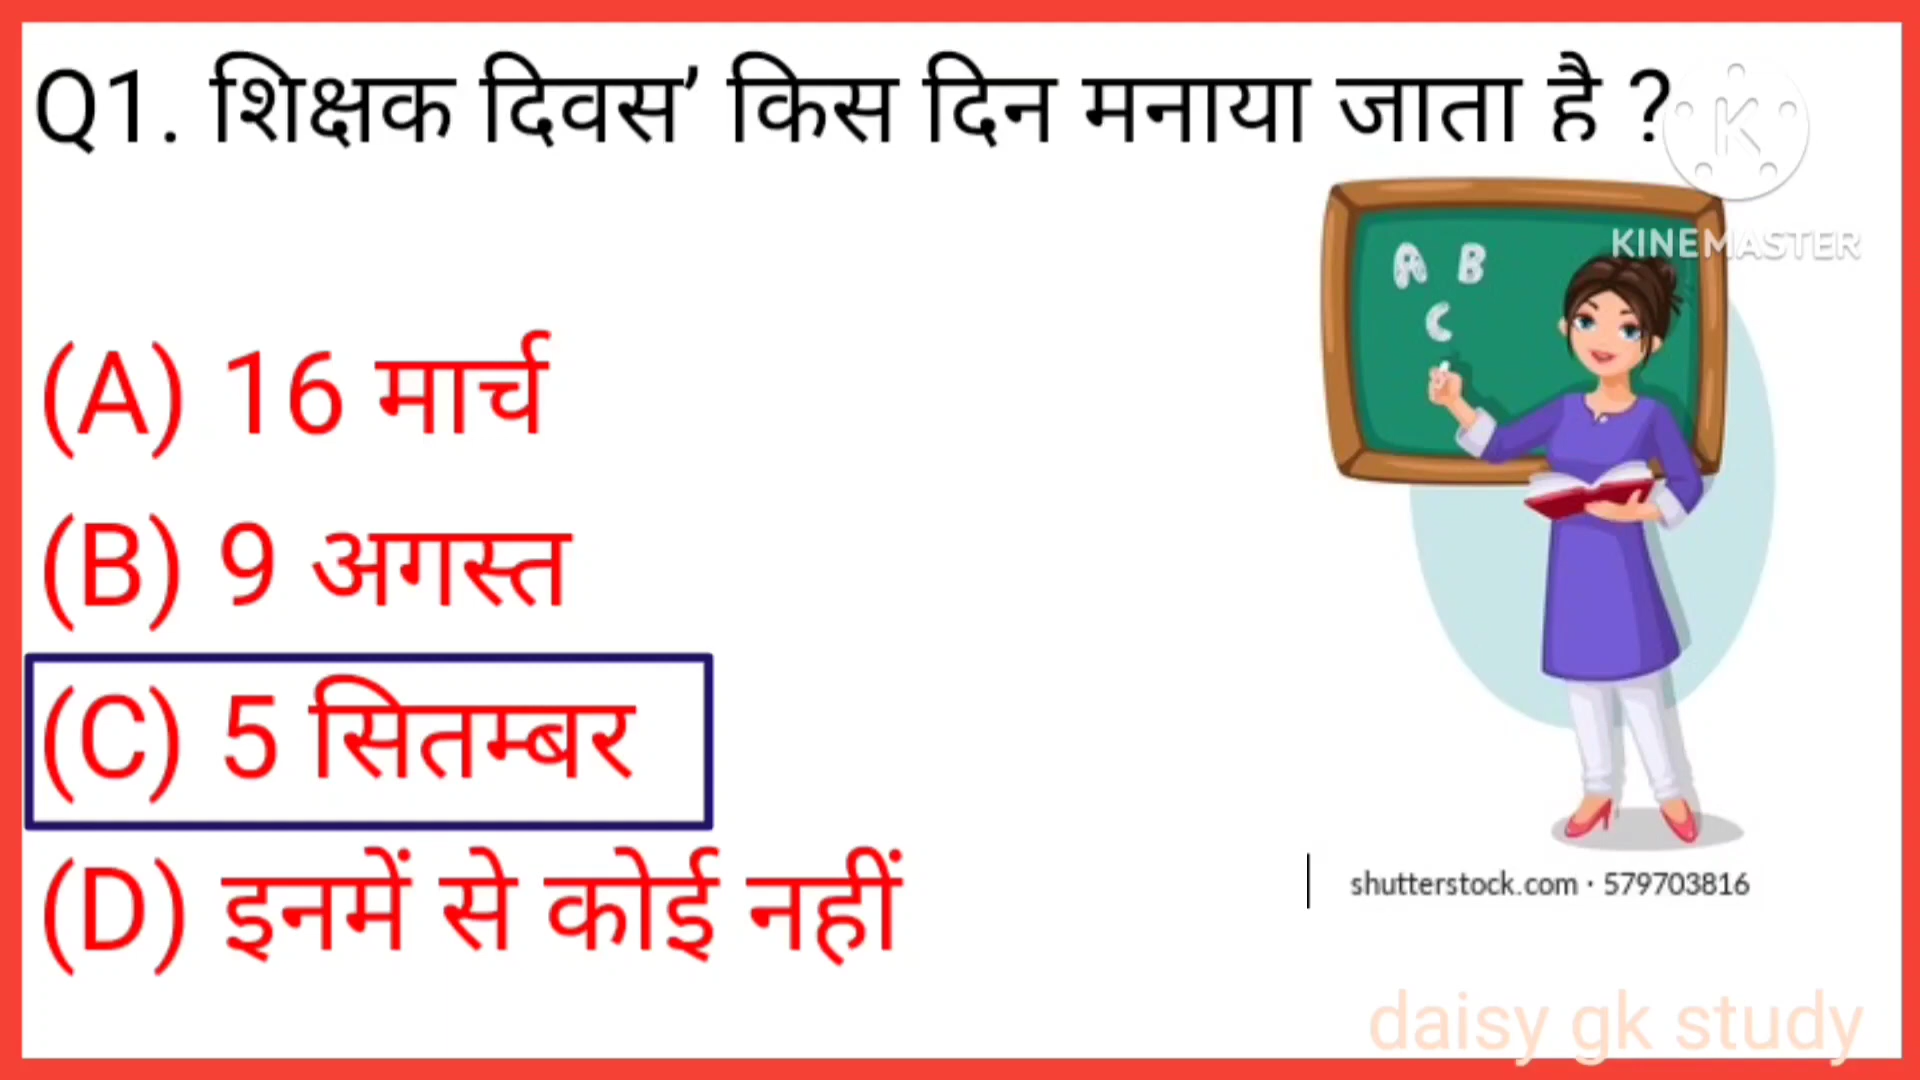 Q1. शिक्षक दिवस’ किस दिन मनाया जाता है ?
K
KINEMASTER
A B
C
(A) 16 मार्च
(B) 9 अगस्त
(C) 5 सितम्बर
(D) इनमें से कोई नहीं
shutterstock.com · 579703816
daisy gk study